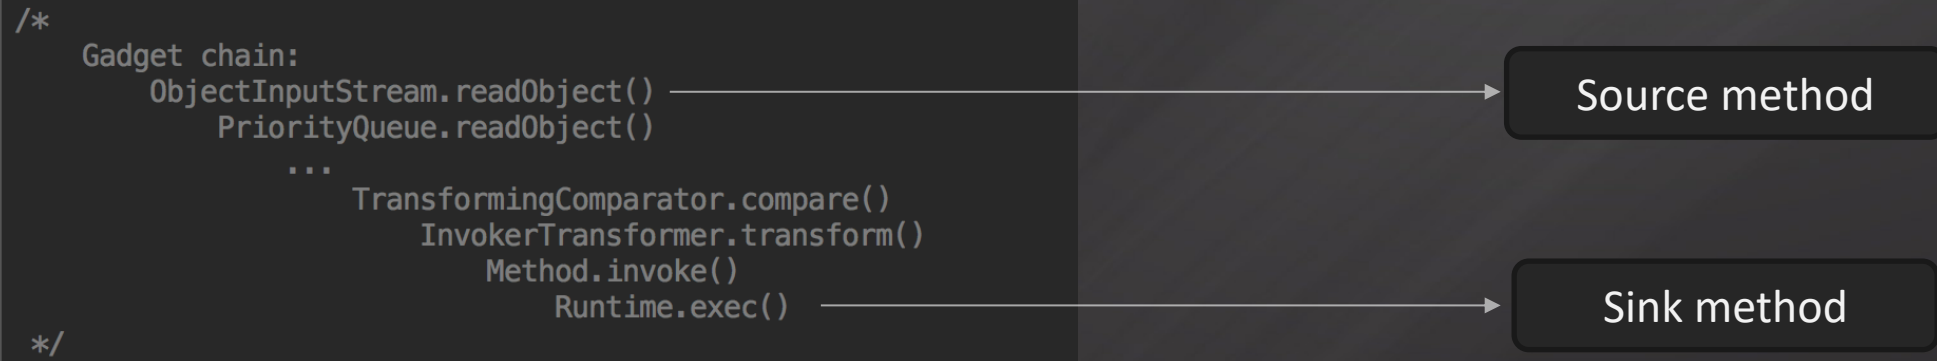 /*
Gadget chain:
ObjectInputStream.readObject()
Source method
PriorityQueue.readObject()
...
TransformingComparator.compare()
InvokerTransformer.transform()
Method.invoke()
Runtime.exec()
Sink method
*/